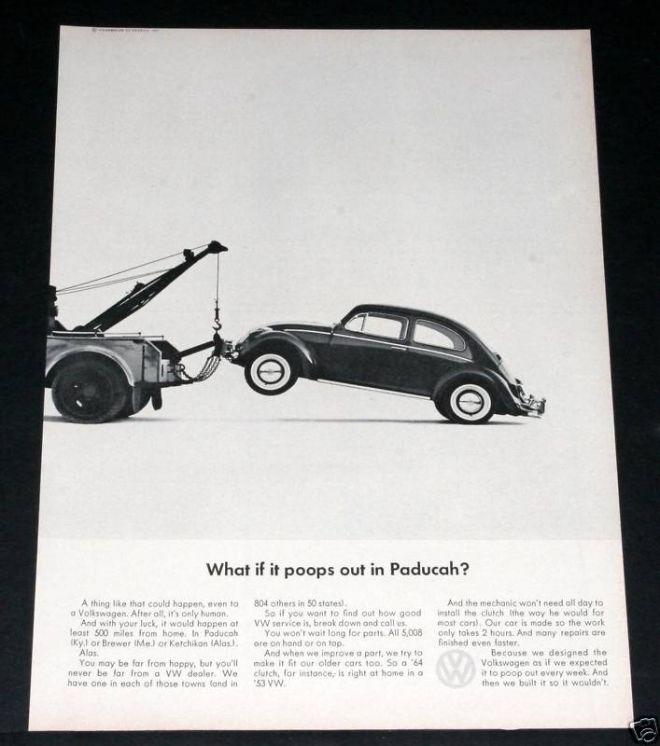 © VOLKSWAGEN OF AMERICA, INC.
What if it poops out in Paducah?
A thing like that could happen, even to
a Volkswagen. After all, it's only human.
And with your luck, it would happen at
least 500 miles from home. In Paducah
(Ky.) or Brewer (Me.) or Ketchikan (Alas.).
Alas.
You may be far from happy, but you'll
never be far from a VW dealer. We
have one in each of those towns (and in
804 others in 50 states).
So if you want to find out how good
VW service is, break down and call us.
You won't wait long for parts. All 5,008
are on hand or on tap.
And when we improve a part, we try to
make it fit our older cars too. So a '64
clutch, for instance, is right at home in a
'53 VW.
And the mechanic won't need all day to
install the clutch (the way he would for
most cars). Our car is made so the work
only takes 2 hours. And many repairs are
finished even faster.
Because we designed the
Volkswagen as if we expected
it to poop out every week. And
then we built it so it wouldn't.
VW